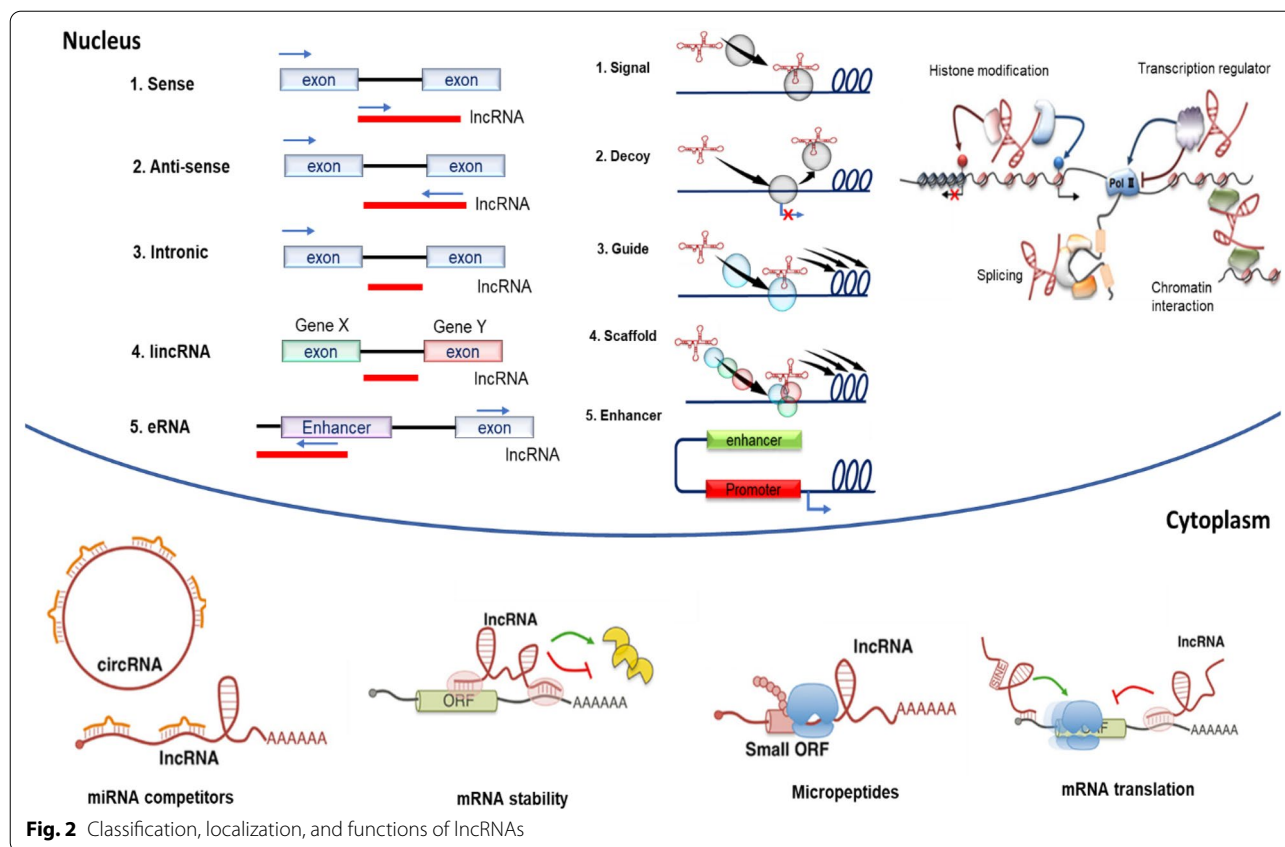 Nucleus
1. Sense
exon
exon
lncRNA
2. Anti-sense
exon
exon
lncRNA
3. Intronic
exon
exon
lncRNA
Gene X
Gene Y
4. lincRNA
exon
exon
lncRNA
5. eRNA
Enhancer
exon
lncRNA
1. Signal
2. Decoy
3. Guide
4. Scaffold
5. Enhancer
enhancer
Promoter
Histone modification
Transcription regulator
Pol II
Splicing
Chromatin
interaction
Cytoplasm
circRNA
lncRNA
AAAAAA
miRNA competitors
lncRNA
ORF
AAAAAA
mRNA stability
lncRNA
AAAAAA
Small ORF
Micropeptides
SINE
lncRNA
ORF
AAAAAA
mRNA translation
Fig. 2 Classification, localization, and functions of lncRNAs